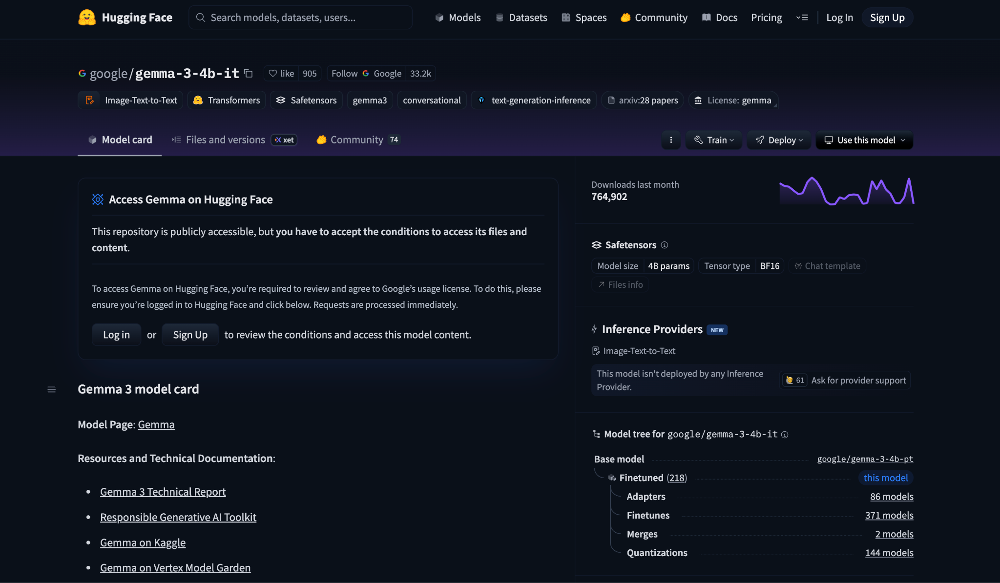 Hugging Face
Search models, datasets, users...
Models
Datasets
Spaces
Community
Docs
Pricing
Log In
Sign Up
google/gemma-3-4b-it
like 905
Follow Google 33.2k
Image-Text-to-Text
Transformers
Safetensors
gemma3
conversational
text-generation-inference
arxiv:28 papers
License: gemma
Model card
Files and versions
xet
Community 74
Train
Deploy
Use this model
Access Gemma on Hugging Face
This repository is publicly accessible, but you have to accept the conditions to access its files and
content.
To access Gemma on Hugging Face, you’re required to review and agree to Google’s usage license. To do this, please
ensure you’re logged in to Hugging Face and click below. Requests are processed immediately.
Log in or Sign Up to review the conditions and access this model content.
Gemma 3 model card
Model Page: Gemma
Resources and Technical Documentation:
Gemma 3 Technical Report
Responsible Generative AI Toolkit
Gemma on Kaggle
Gemma on Vertex Model Garden
Downloads last month
764,902
Safetensors
Model size 4B params
Tensor type BF16
Chat template
Files info
Inference Providers NEW
Image-Text-to-Text
This model isn't deployed by any Inference
Provider.
61 Ask for provider support
Model tree for google/gemma-3-4b-it
Base model google/gemma-3-4b-pt
Finetuned (218) this model
Adapters 86 models
Finetunes 371 models
Merges 2 models
Quantizations 144 models